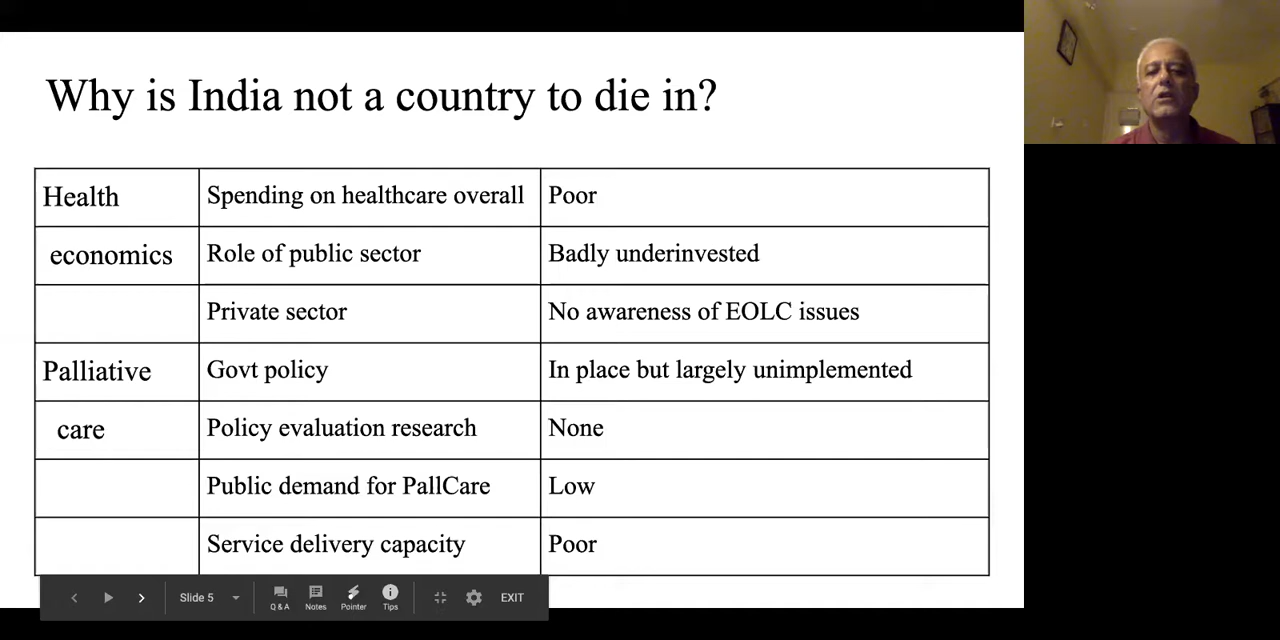 Why is India not a country to die in?
Health Spending on healthcare overall Poor
economics Role of public sector Badly underinvested
Private sector No awareness of EOLC issues
Palliative Govt policy In place but largely unimplemented
care Policy evaluation research None
Public demand for PallCare Low
Service delivery capacity Poor
Slide 5 Q & A Notes Pointer Tips EXIT